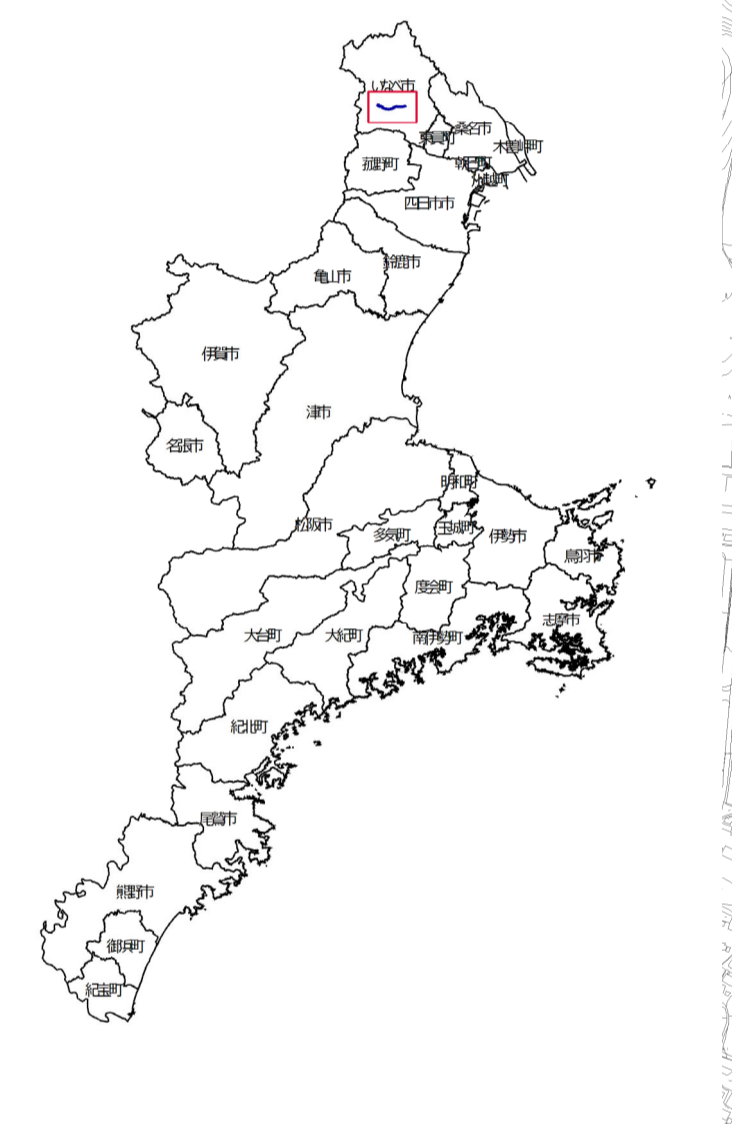 いなべ市
桑名市
東員町
木曽岬町
朝日町
菰野町
川越町
四日市市
鈴鹿市
亀山市
伊賀市
津市
名張市
明和町
松阪市
多気町
玉城町
伊勢市
鳥羽市
度会町
志摩市
大台町
大紀町
南伊勢町
紀北町
尾鷲市
熊野市
御浜町
紀宝町